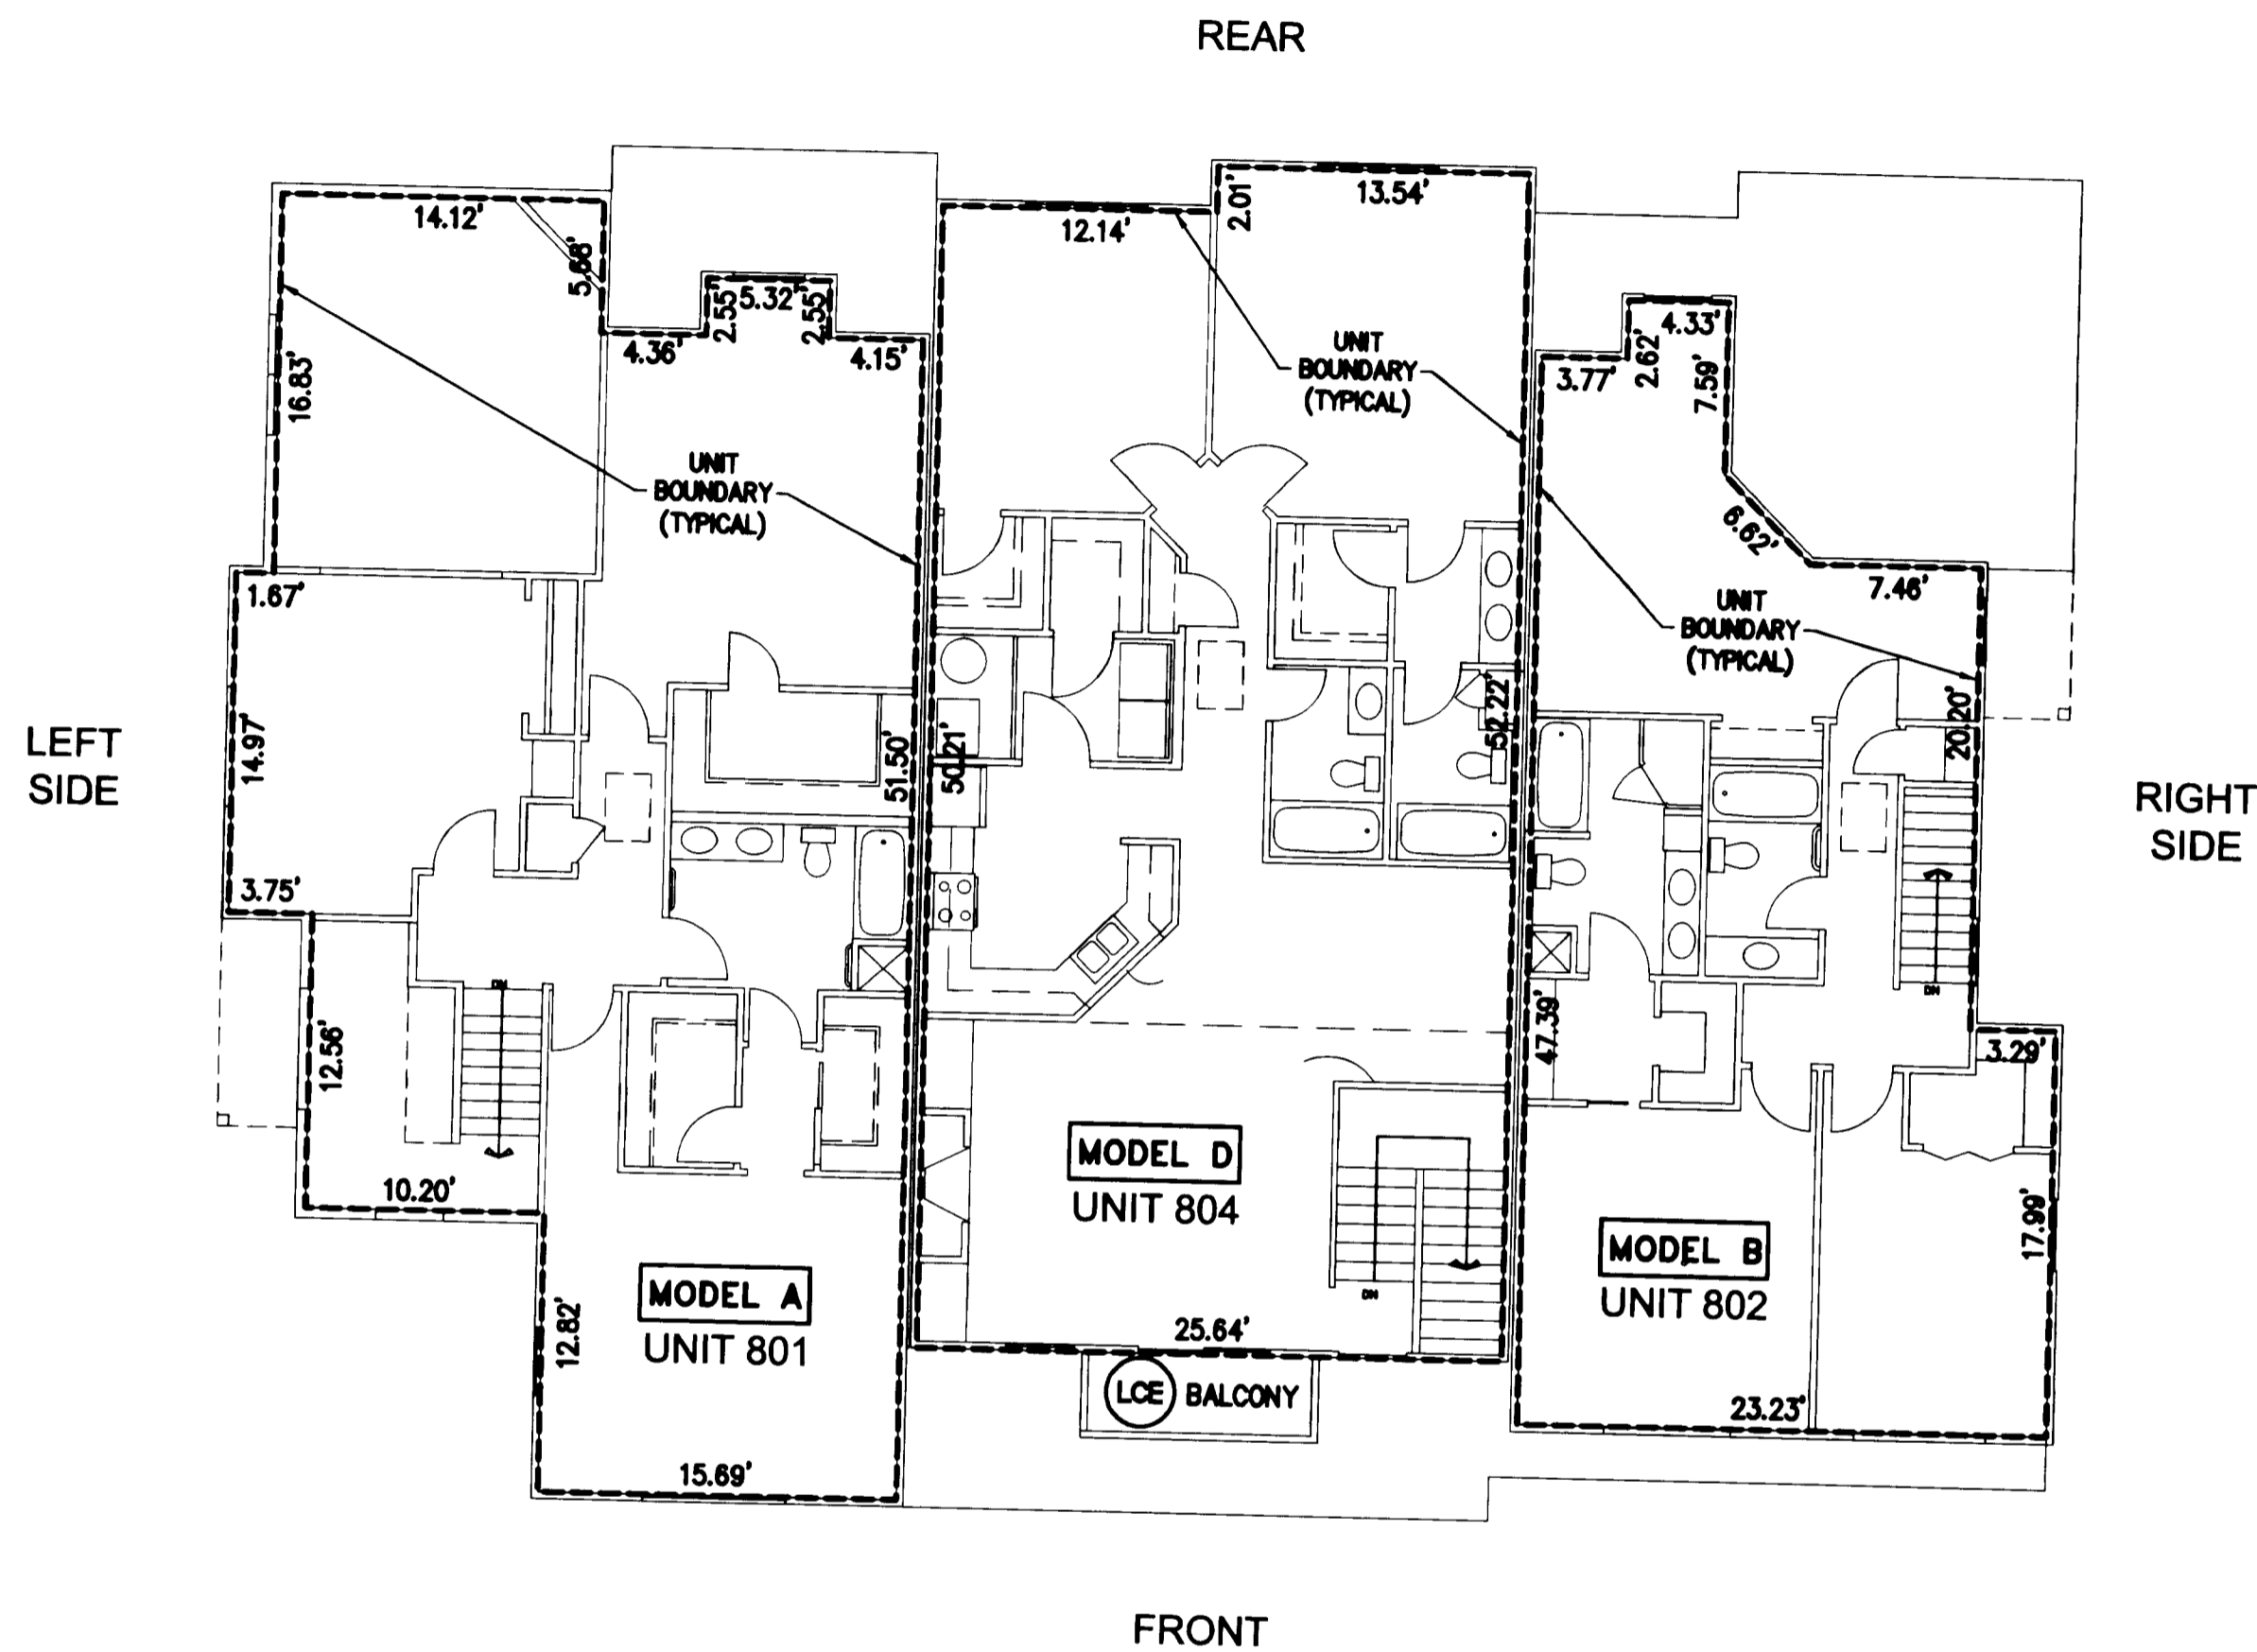 REAR
14.12'
5.68'
16.83'
4.36'
2.55'
5.32'
2.55'
4.15'
12.14'
2.01'
13.54'
3.77'
2.62'
4.33'
7.59'
6.62'
7.46'
UNIT
BOUNDARY
(TYPICAL)
UNIT
BOUNDARY
(TYPICAL)
UNIT
BOUNDARY
(TYPICAL)
1.67'
14.97'
3.75'
51.50'
50.21'
52.22'
20.20'
LEFT
SIDE
RIGHT
SIDE
DN
DN
12.56'
47.39'
3.29'
10.20'
MODEL D
UNIT 804
17.99'
MODEL B
UNIT 802
MODEL A
UNIT 801
12.82'
DN
25.64'
LCE BALCONY
23.23'
15.69'
FRONT